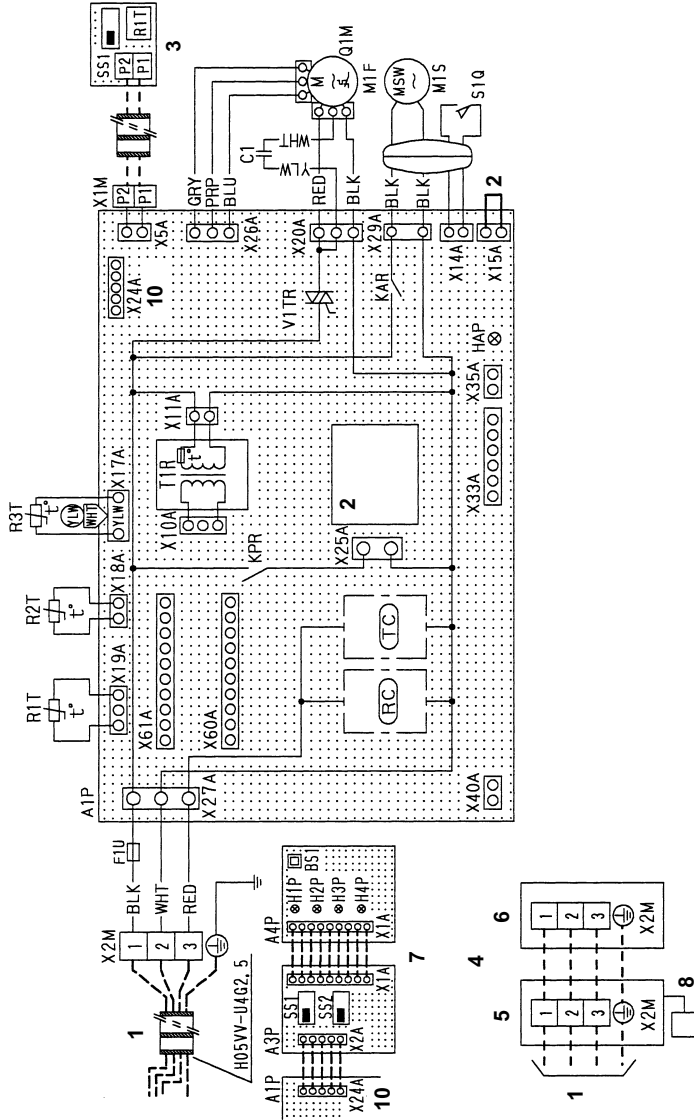 SS1
P2
P1
R1T
3
X1M
P2
P1
X5A
X24A
10
GRY
PRP
BLU
X26A
M
~
Q1M
M1F
C1
YLW
WHT
RED
BLK
X20A
V1TR
MSW
~
M1S
BLK
BLK
X29A
KAR
S1Q
X14A
X15A
2
HAP
X35A
X33A
R3T
t°
YLW
WHT
YLW
X17A
R2T
t°
X18A
R1T
t°
X19A
X11A
T1R
t°
X10A
KPR
X25A
2
X61A
X60A
TC
RC
A1P
X27A
X40A
F1U
BLK
WHT
RED
X2M
1
2
3
1
H05VV-U4G2,5
A4P
H1P
H2P
H3P
H4P
BS1
X1A
7
A3P
SS1
SS2
X1A
X2A
A1P
X24A
10
4
6
1
2
3
X2M
5
1
2
3
X2M
1
8